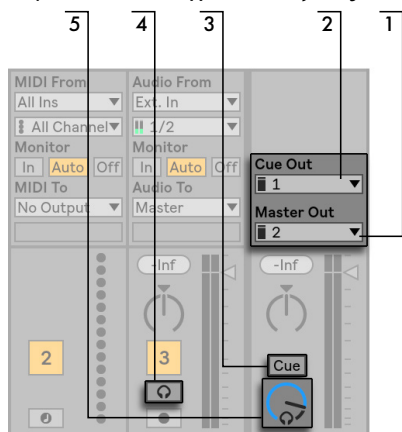 5 4 3 2 1
MIDI From Audio From
All Ins Ext. In
All Channel 1/2
Monitor Monitor
In Auto Off In Auto Off
Cue Out
1
MIDI To Audio To
No Output Master
Master Out
2
-Inf -Inf
2 3
Cue